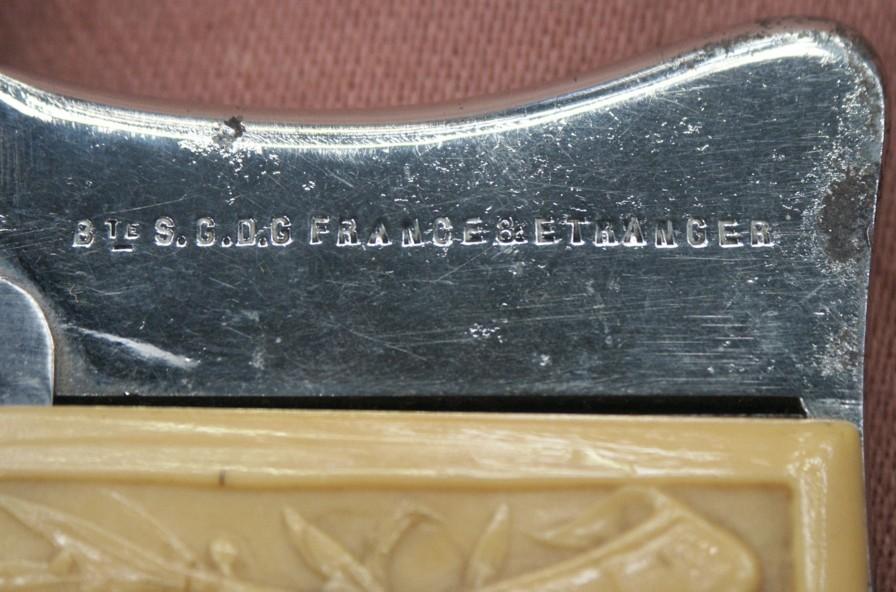 BTE S.G.D.G FRANCE & ETRANGER